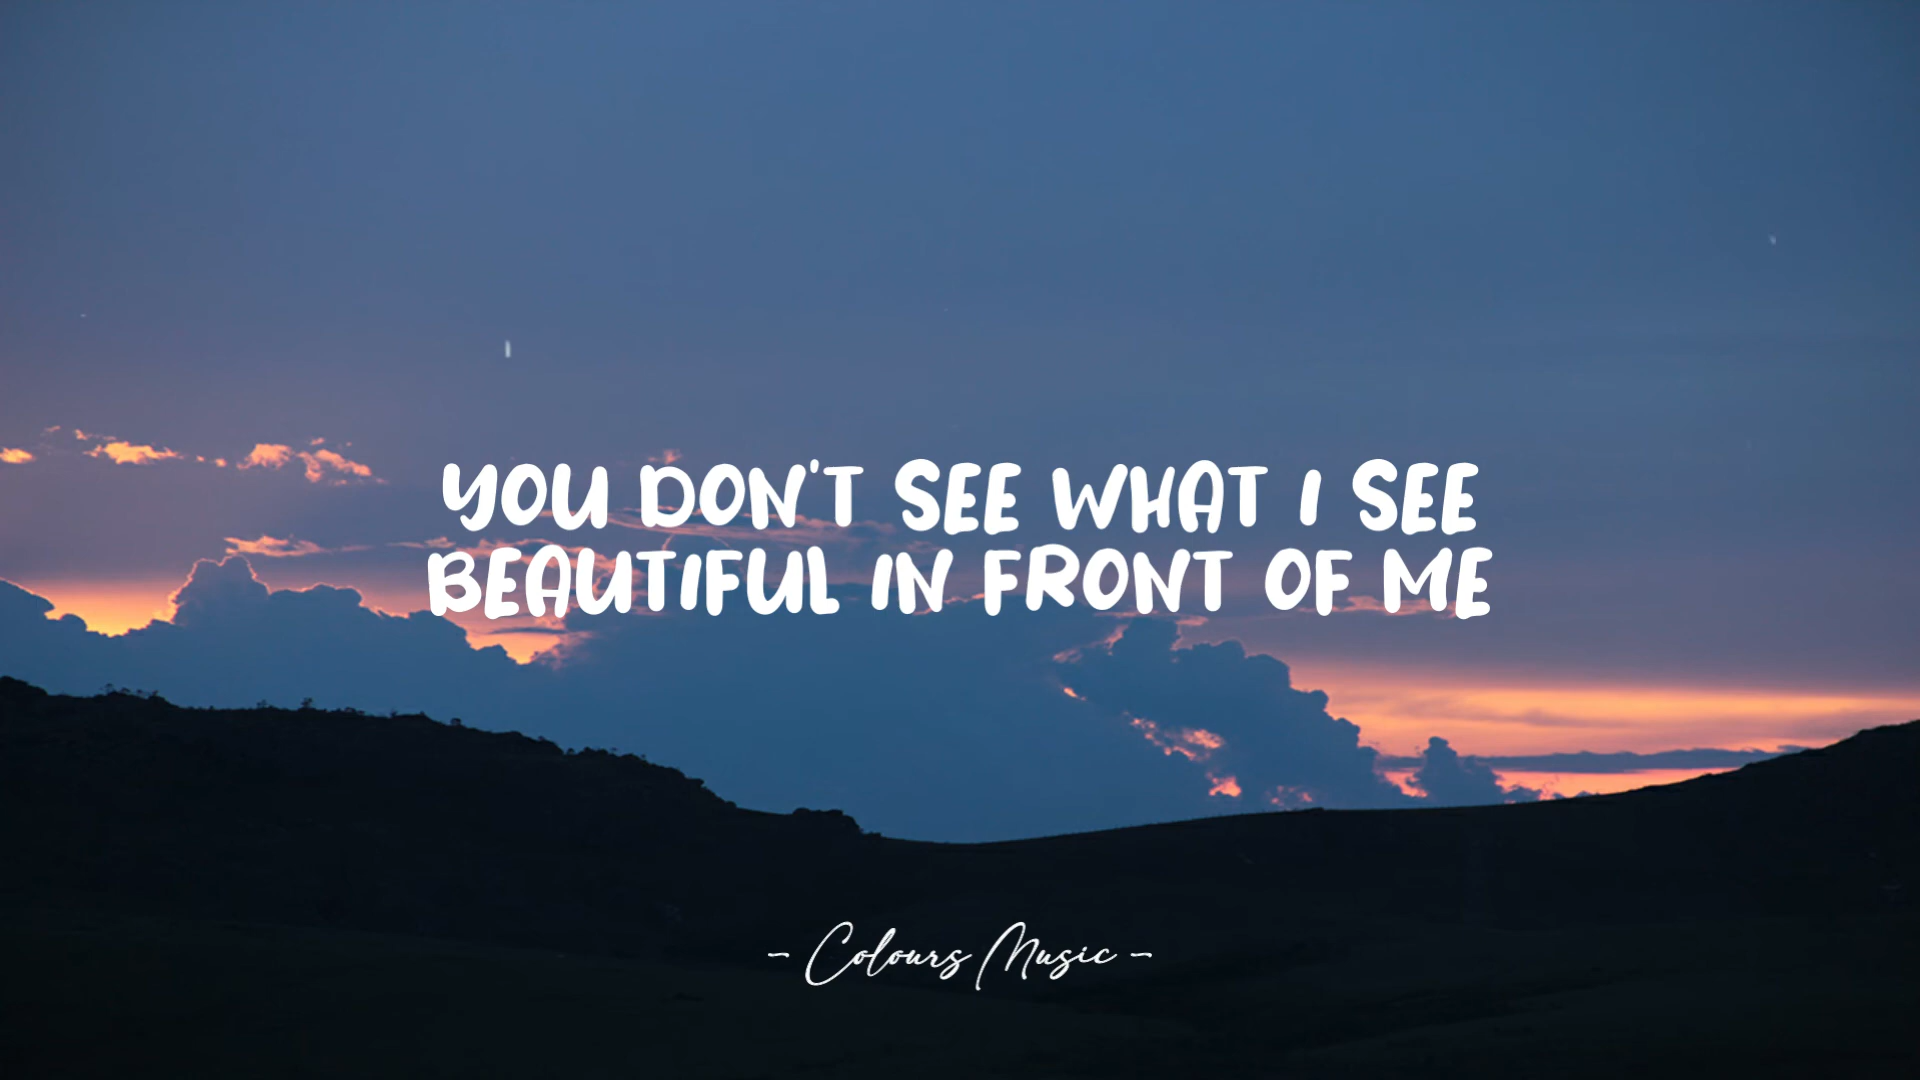 YOU DON'T SEE WHAT I SEE
BEAUTIFUL IN FRONT OF ME
- Colours Music -